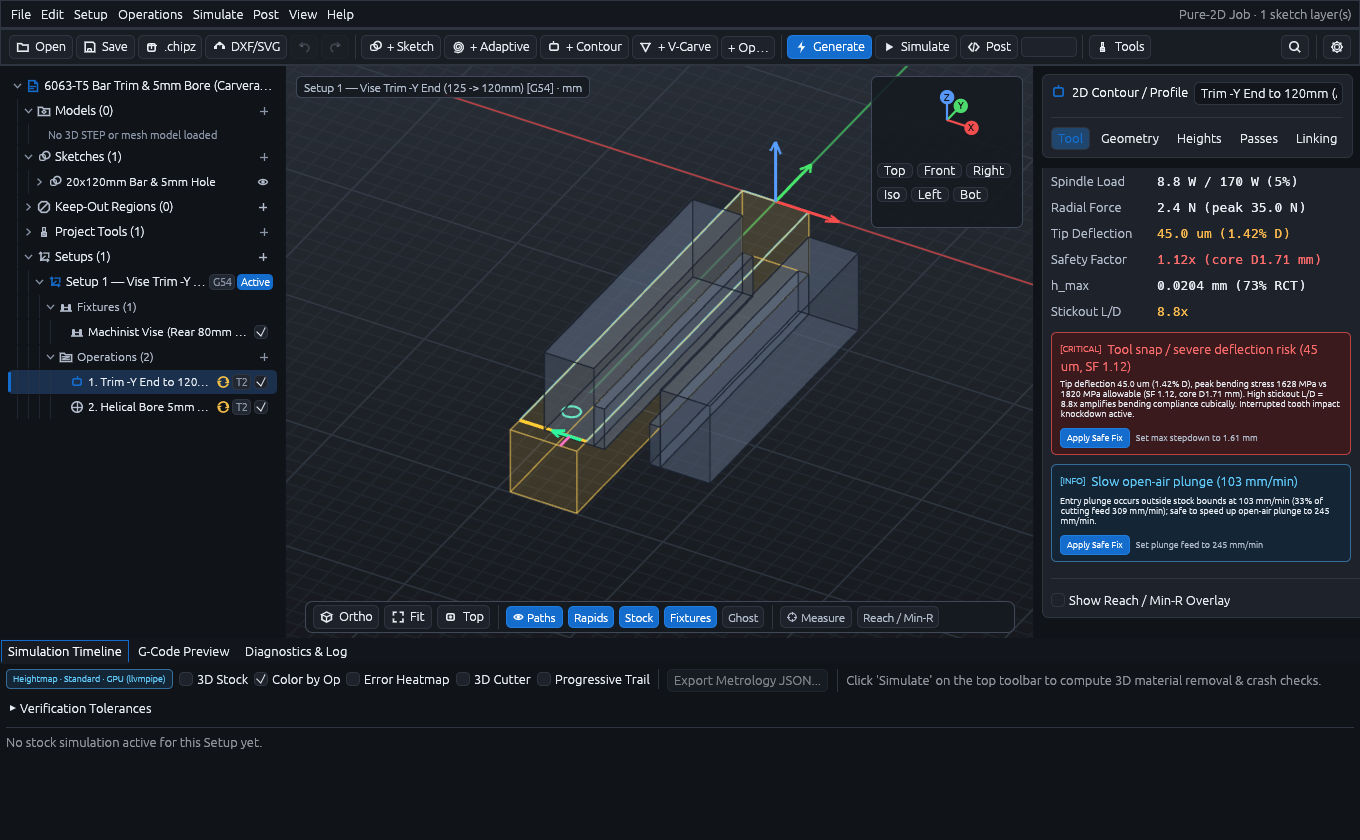 File Edit Setup Operations Simulate Post View Help
Pure-2D Job · 1 sketch layer(s)
Open Save .chipz DXF/SVG + Sketch + Adaptive + Contour + V-Carve + Op... Generate Simulate Post Tools
6063-T5 Bar Trim & 5mm Bore (Carvera...
Models (0) +
No 3D STEP or mesh model loaded
Sketches (1) +
20x120mm Bar & 5mm Hole
Keep-Out Regions (0) +
Project Tools (1) +
Setups (1) +
Setup 1 — Vise Trim -Y ... G54 Active
Fixtures (1)
Machinist Vise (Rear 80mm ...
Operations (2) +
1. Trim -Y End to 120... T2
2. Helical Bore 5mm ... T2
Setup 1 — Vise Trim -Y End (125 -> 120mm) [G54] · mm
Z
Y
X
Top Front Right
Iso Left Bot
Ortho Fit Top Paths Rapids Stock Fixtures Ghost Measure Reach / Min-R
2D Contour / Profile Trim -Y End to 120mm (
Tool Geometry Heights Passes Linking
Spindle Load 8.8 W / 170 W (5%)
Radial Force 2.4 N (peak 35.0 N)
Tip Deflection 45.0 um (1.42% D)
Safety Factor 1.12x (core D1.71 mm)
h_max 0.0204 mm (73% RCT)
Stickout L/D 8.8x
[CRITICAL] Tool snap / severe deflection risk (45
um, SF 1.12)
Tip deflection 45.0 um (1.42% D), peak bending stress 1628 MPa vs
1820 MPa allowable (SF 1.12, core D1.71 mm). High stickout L/D =
8.8x amplifies bending compliance cubically. Interrupted tooth impact
knockdown active.
Apply Safe Fix Set max stepdown to 1.61 mm
[INFO] Slow open-air plunge (103 mm/min)
Entry plunge occurs outside stock bounds at 103 mm/min (33% of
cutting feed 309 mm/min); safe to speed up open-air plunge to 245
mm/min.
Apply Safe Fix Set plunge feed to 245 mm/min
Show Reach / Min-R Overlay
Simulation Timeline G-Code Preview Diagnostics & Log
Heightmap · Standard · GPU (llvmpipe) 3D Stock Color by Op Error Heatmap 3D Cutter Progressive Trail Export Metrology JSON... Click 'Simulate' on the top toolbar to compute 3D material removal & crash checks.
Verification Tolerances
No stock simulation active for this Setup yet.